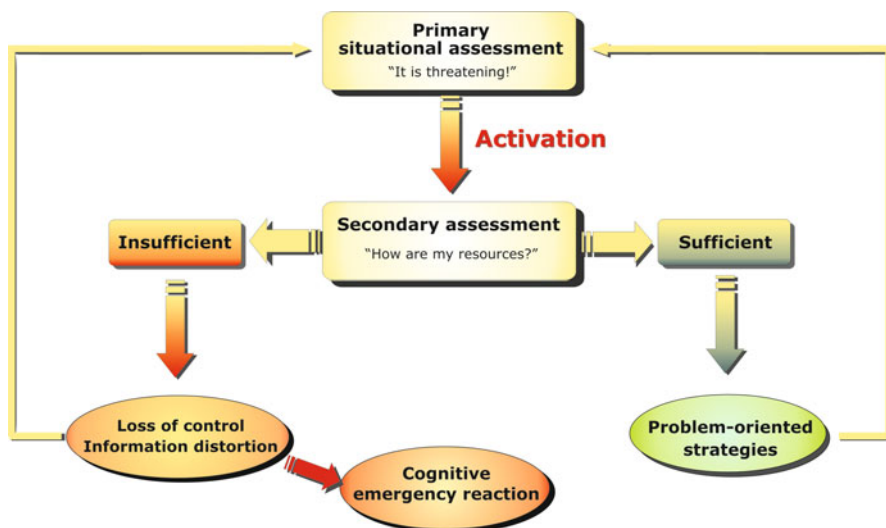 Primary
situational assessment
“It is threatening!”
Activation
Secondary assessment
“How are my resources?”
Insufficient
Sufficient
Loss of control
Information distortion
Problem-oriented
strategies
Cognitive
emergency reaction